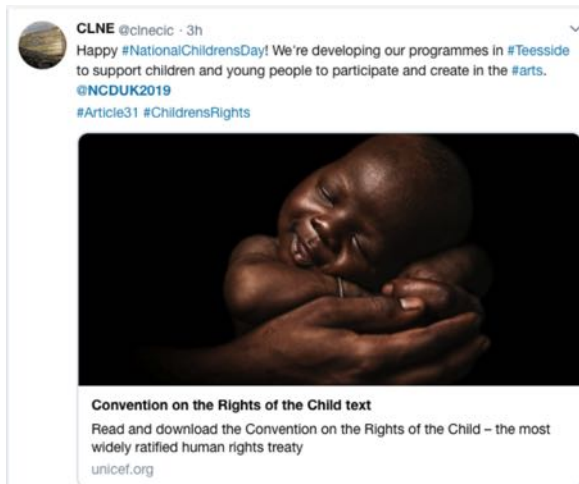 CLNE @clnecic · 3h
Happy #NationalChildrensDay! We're developing our programmes in #Teesside
to support children and young people to participate and create in the #arts.
@NCDUK2019
#Article31 #ChildrensRights
Convention on the Rights of the Child text
Read and download the Convention on the Rights of the Child – the most
widely ratified human rights treaty
unicef.org